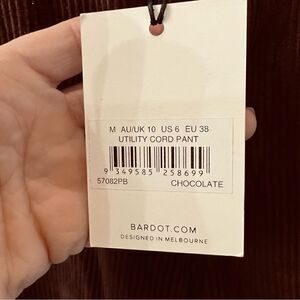 M AU/UK 10 US 6 EU 38
UTILITY CORD PANT
9 349585 258699
57082PB CHOCOLATE
BARDOT.COM
DESIGNED IN MELBOURNE